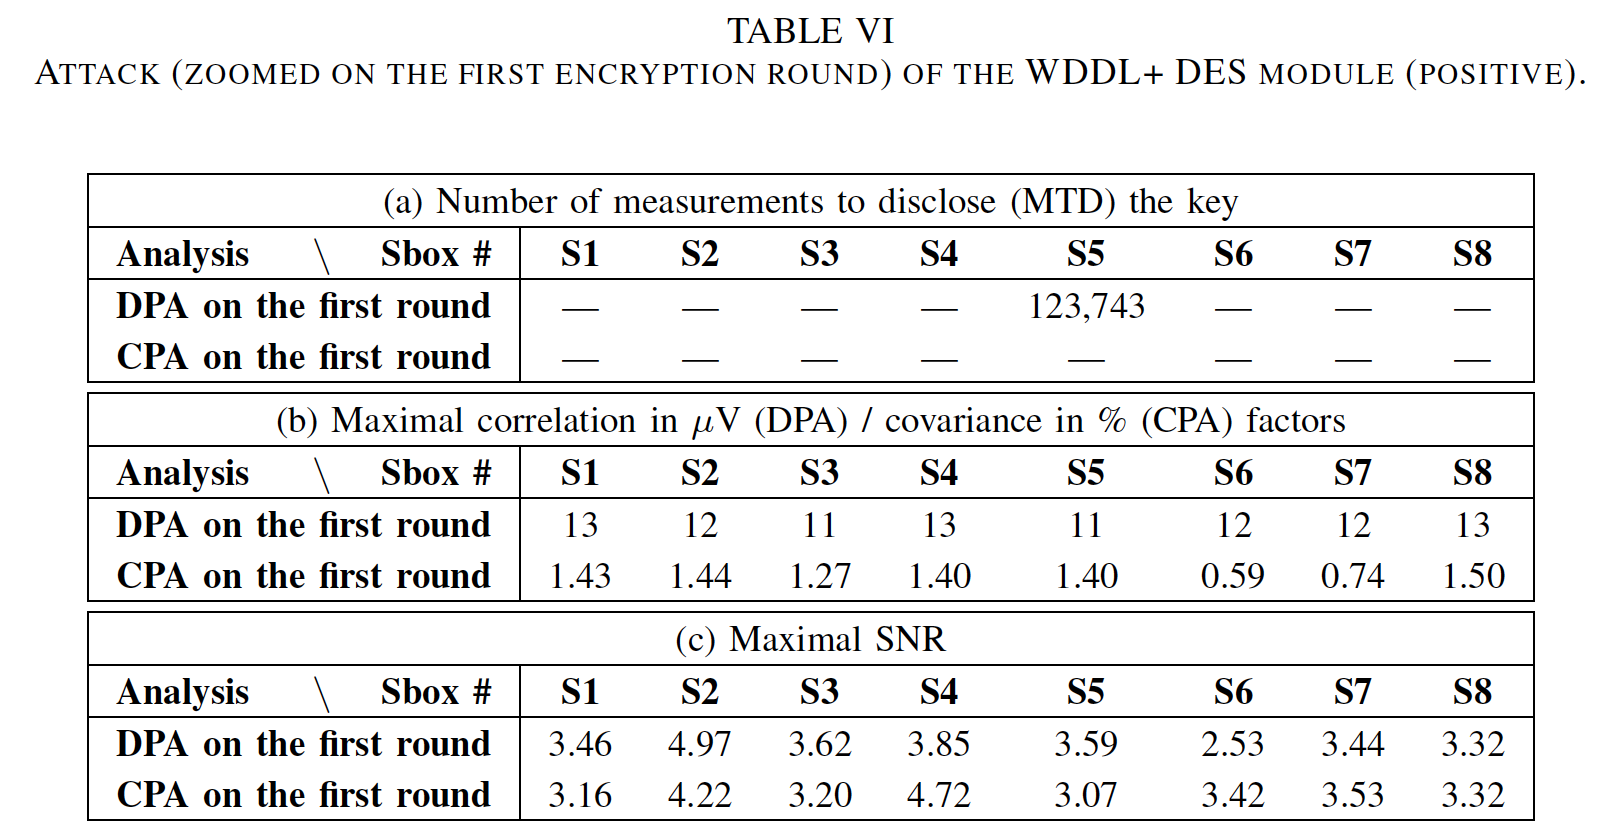 TABLE VI
ATTACK (ZOOMED ON THE FIRST ENCRYPTION ROUND) OF THE WDDL+ DES MODULE (POSITIVE).
(a) Number of measurements to disclose (MTD) the key
Analysis \ Sbox # S1 S2 S3 S4 S5 S6 S7 S8
DPA on the first round — — — — 123,743 — — —
CPA on the first round — — — — — — — —
(b) Maximal correlation in μV (DPA) / covariance in % (CPA) factors
Analysis \ Sbox # S1 S2 S3 S4 S5 S6 S7 S8
DPA on the first round 13 12 11 13 11 12 12 13
CPA on the first round 1.43 1.44 1.27 1.40 1.40 0.59 0.74 1.50
(c) Maximal SNR
Analysis \ Sbox # S1 S2 S3 S4 S5 S6 S7 S8
DPA on the first round 3.46 4.97 3.62 3.85 3.59 2.53 3.44 3.32
CPA on the first round 3.16 4.22 3.20 4.72 3.07 3.42 3.53 3.32